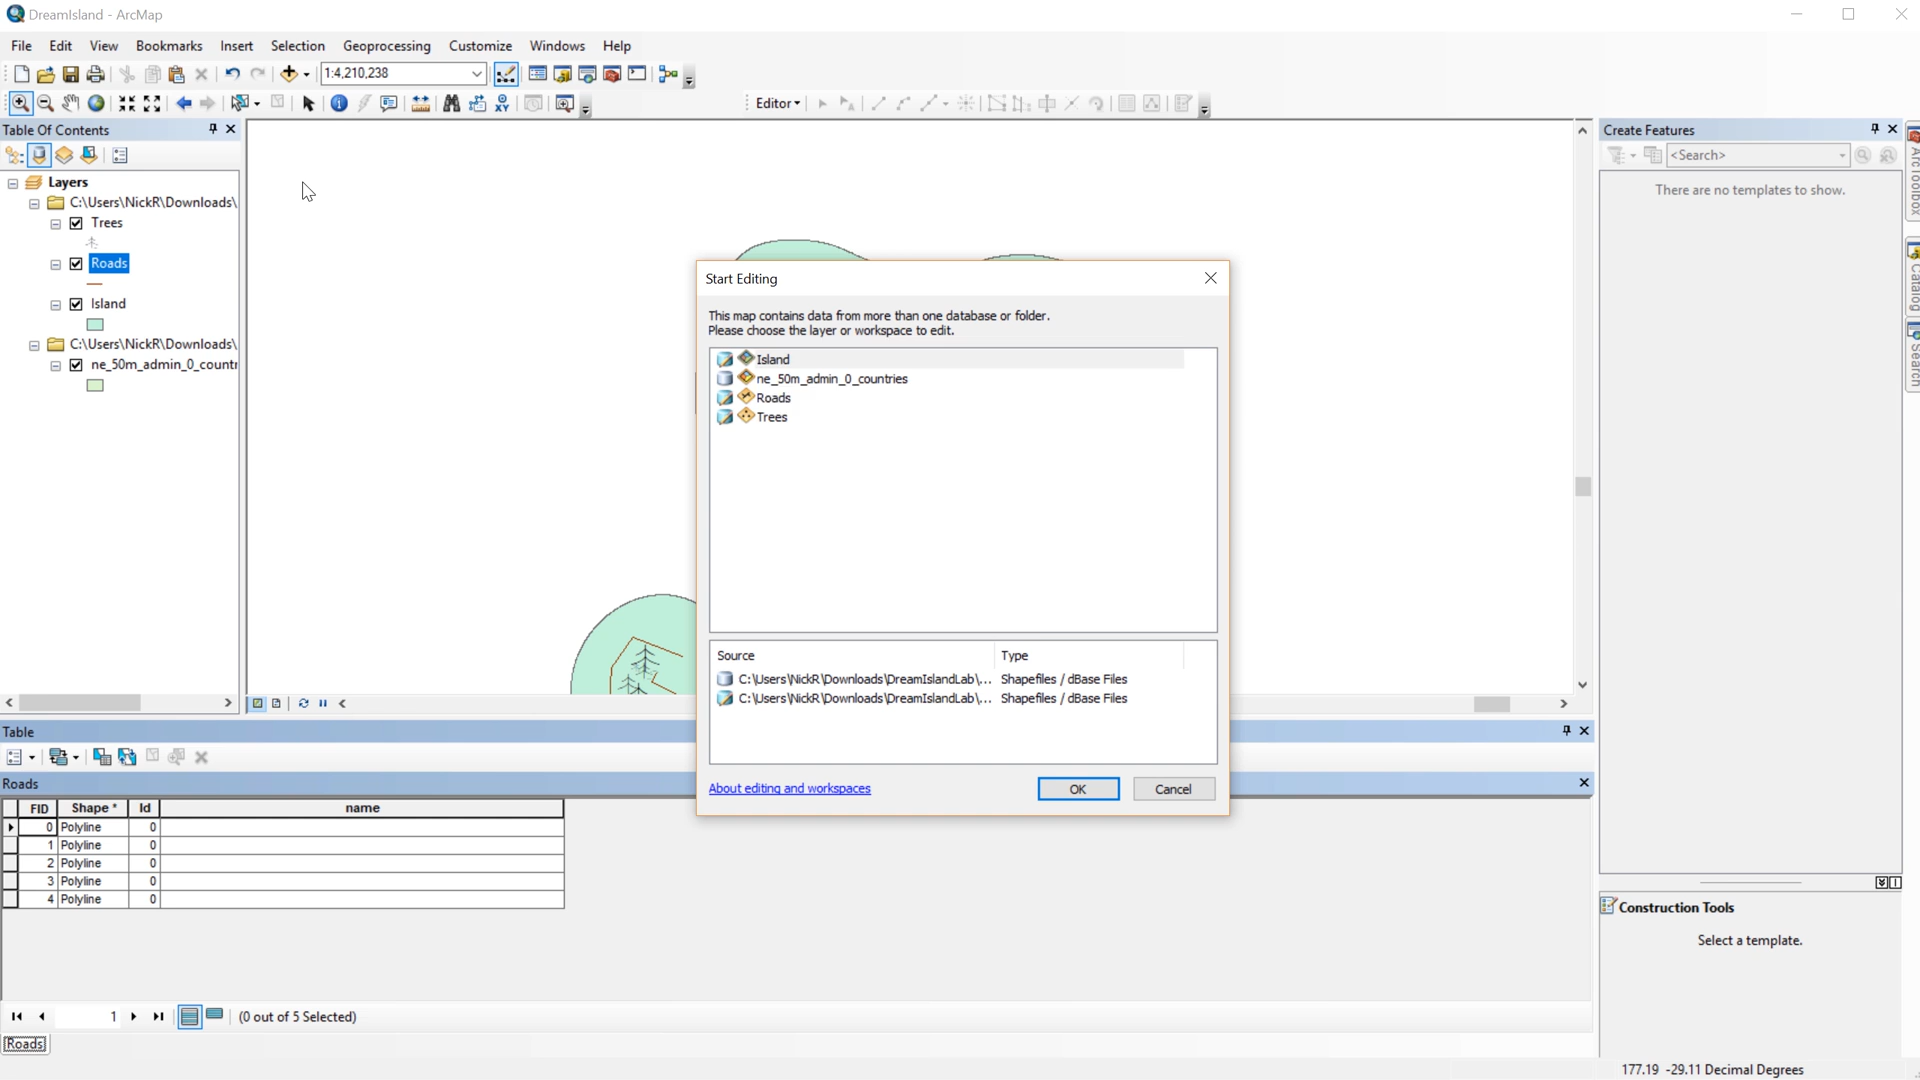 DreamIsland - ArcMap
File Edit View Bookmarks Insert Selection Geoprocessing Customize Windows Help
1:4,210,238
Editor
Table Of Contents
Layers
C:\Users\NickR\Downloads\
Trees
Roads
Island
C:\Users\NickR\Downloads\
ne_50m_admin_0_countr
Start Editing
This map contains data from more than one database or folder.
Please choose the layer or workspace to edit.
Island
ne_50m_admin_0_countries
Roads
Trees
Source Type
C:\Users\NickR\Downloads\DreamIslandLab\... Shapefiles / dBase Files
C:\Users\NickR\Downloads\DreamIslandLab\... Shapefiles / dBase Files
About editing and workspaces
OK
Cancel
Create Features
<Search>
There are no templates to show.
Construction Tools
Select a template.
ArcToolbox
Catalog
Search
Table
Roads
FID Shape * Id name
0 Polyline 0
1 Polyline 0
2 Polyline 0
3 Polyline 0
4 Polyline 0
1
(0 out of 5 Selected)
Roads
177.19 -29.11 Decimal Degrees